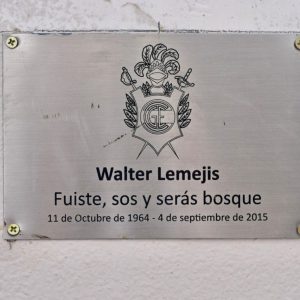 Walter Lemejis
Fuiste, sos y serás bosque
11 de Octubre de 1964 - 4 de septiembre de 2015